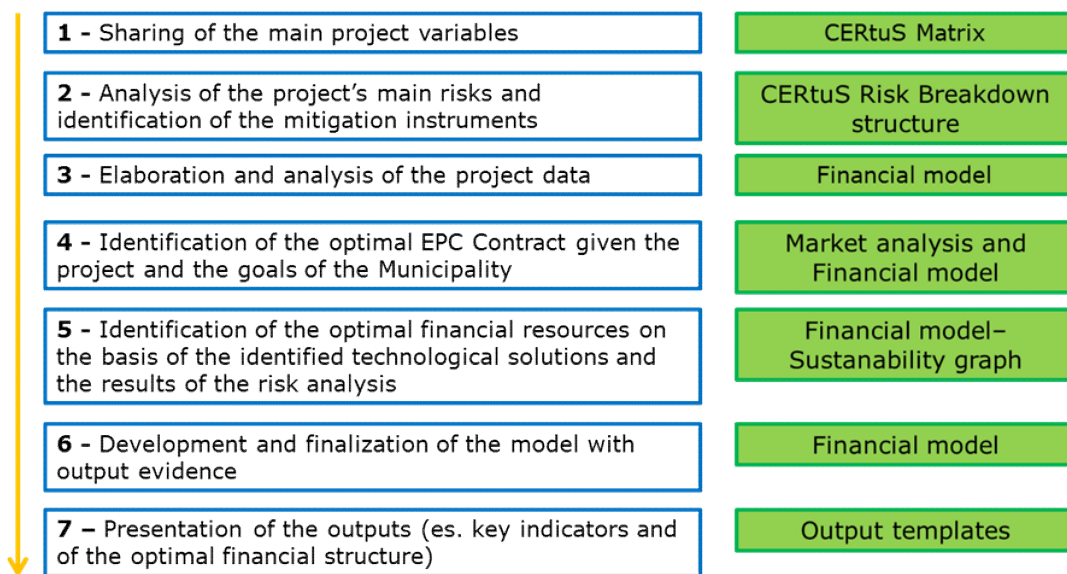 1 - Sharing of the main project variables
CERtuS Matrix
2 - Analysis of the project's main risks and
identification of the mitigation instruments
CERtuS Risk Breakdown
structure
3 - Elaboration and analysis of the project data
Financial model
4 - Identification of the optimal EPC Contract given the
project and the goals of the Municipality
Market analysis and
Financial model
5 - Identification of the optimal financial resources on
the basis of the identified technological solutions and
the results of the risk analysis
Financial model–
Sustanability graph
6 - Development and finalization of the model with
output evidence
Financial model
7 – Presentation of the outputs (es. key indicators and
of the optimal financial structure)
Output templates